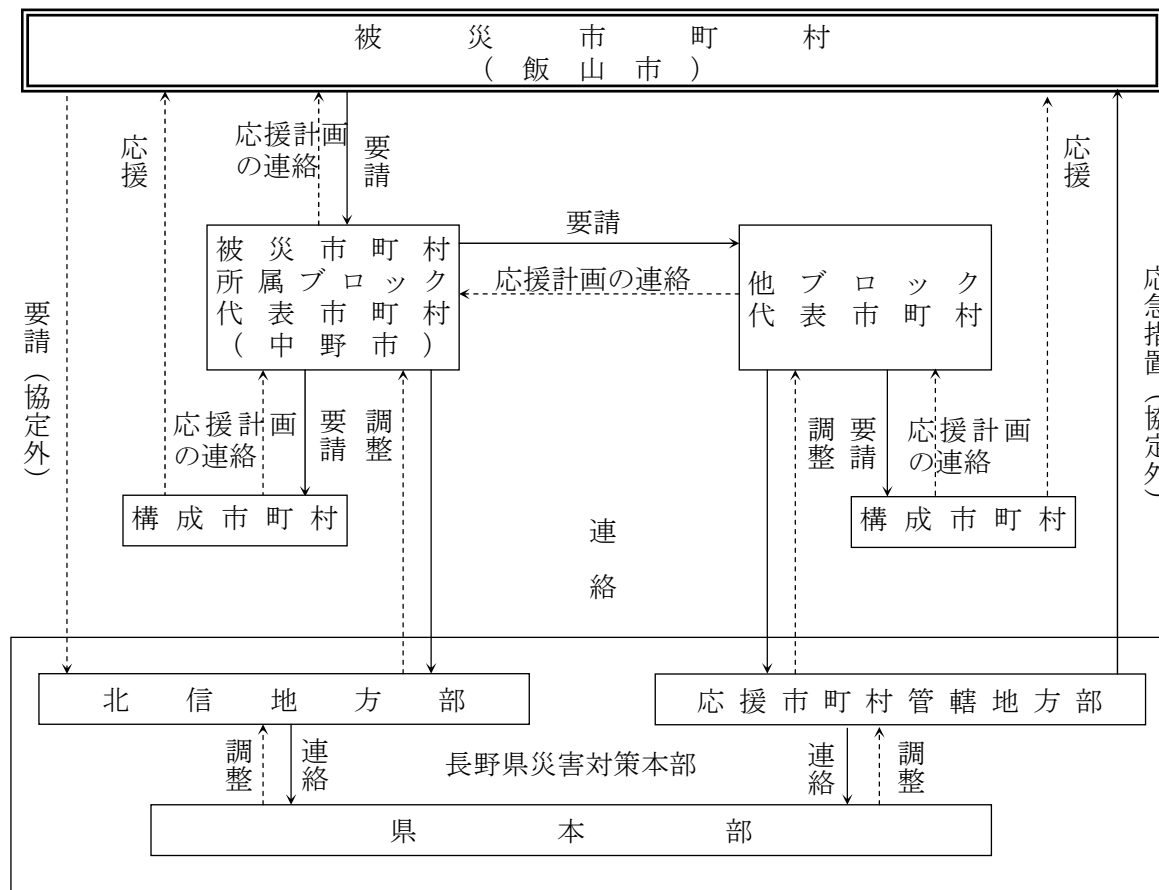 被災市町村
（飯山市）
応援
応援計画
の連絡
要請
応援
要請
被災市町村
所属ブロック
代表市町村
（中野市）
他ブロック
代表市町村
応援計画の連絡
要請（協定外）
応急措置（協定外）
応援計画
の連絡
要請
調整
調整
要請
応援計画
の連絡
構成市町村
構成市町村
連絡
北信地方部
応援市町村管轄地方部
調整
連絡
長野県災害対策本部
連絡
調整
県本部